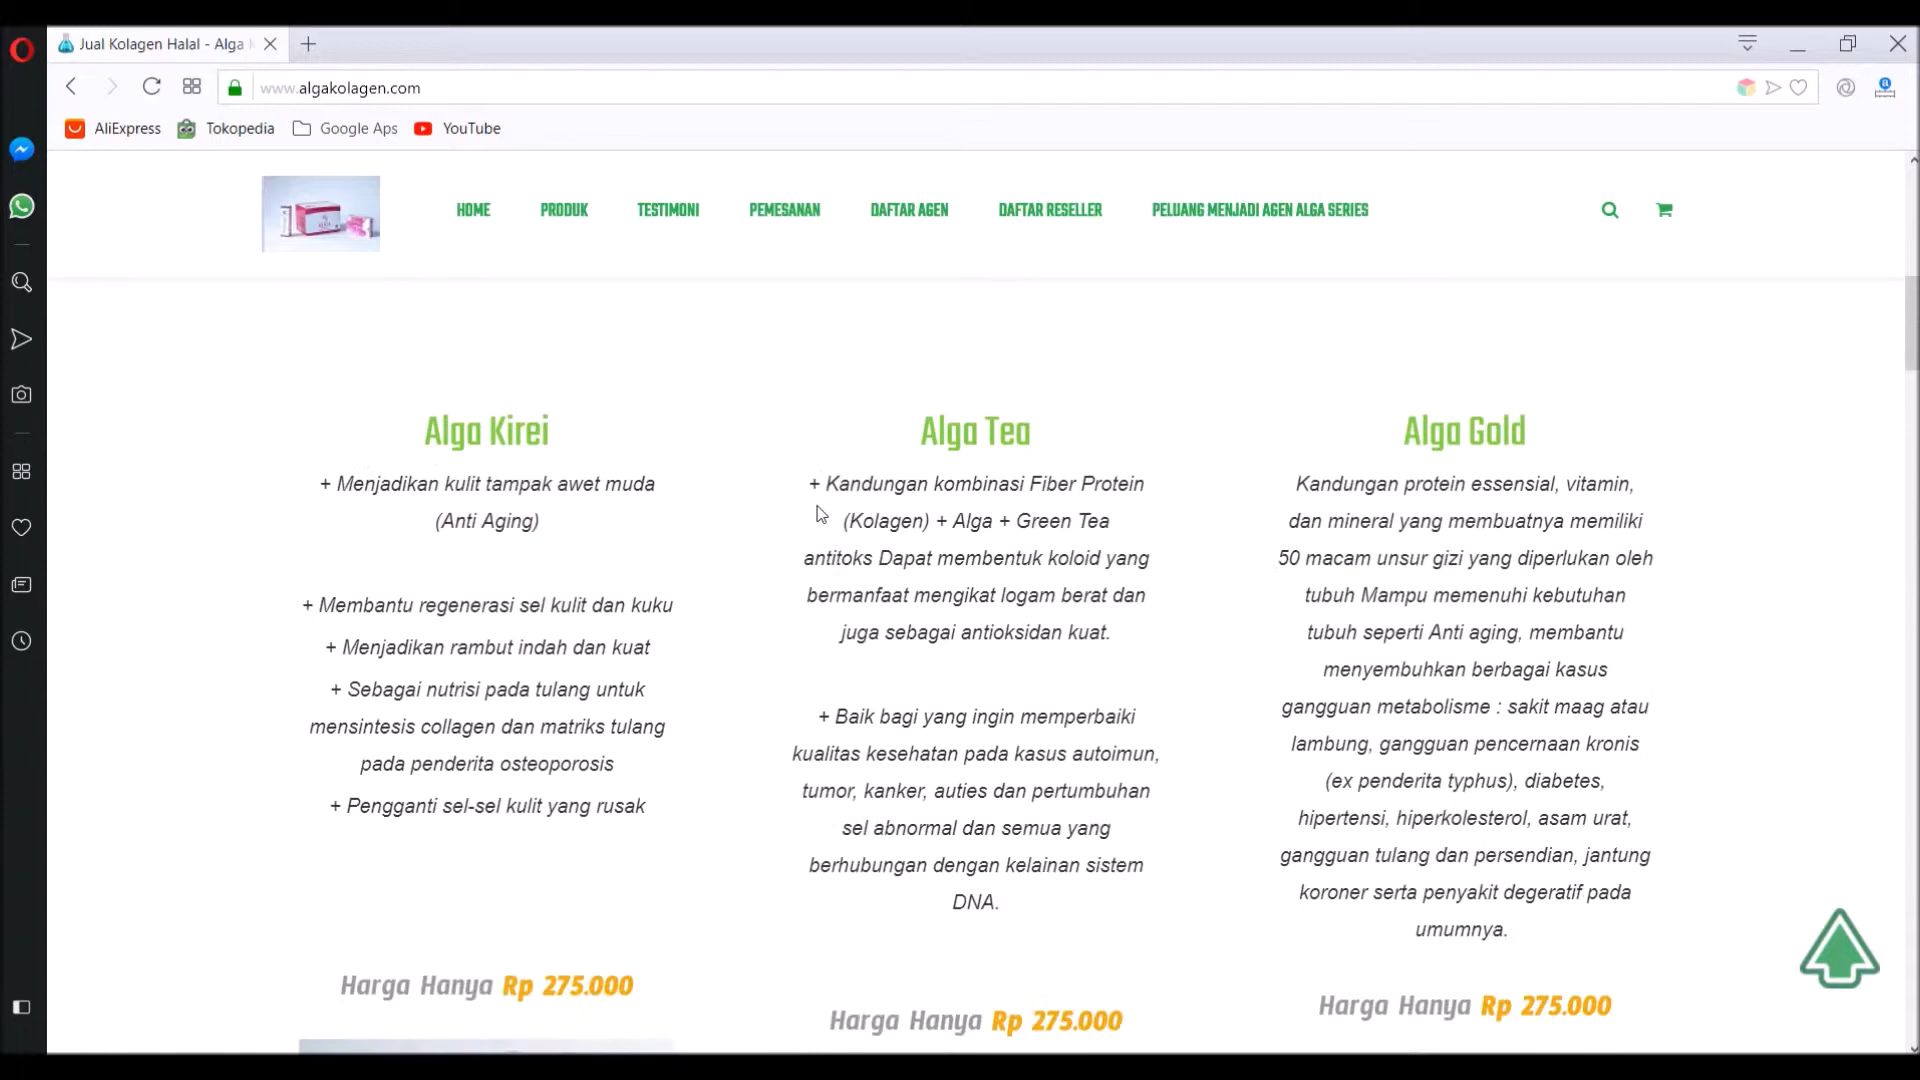 Jual Kolagen Halal - Alga
www.algakolagen.com
AliExpress Tokopedia Google Aps YouTube
HOME PRODUK TESTIMONI PEMESANAN DAFTAR AGEN DAFTAR RESELLER PELUANG MENJADI AGEN ALGA SERIES
Alga Kirei
+ Menjadikan kulit tampak awet muda
(Anti Aging)
+ Membantu regenerasi sel kulit dan kuku
+ Menjadikan rambut indah dan kuat
+ Sebagai nutrisi pada tulang untuk
mensintesis collagen dan matriks tulang
pada penderita osteoporosis
+ Pengganti sel-sel kulit yang rusak
Harga Hanya Rp 275.000
Alga Tea
+ Kandungan kombinasi Fiber Protein
(Kolagen) + Alga + Green Tea
antitoks Dapat membentuk koloid yang
bermanfaat mengikat logam berat dan
juga sebagai antioksidan kuat.
+ Baik bagi yang ingin memperbaiki
kualitas kesehatan pada kasus autoimun,
tumor, kanker, auties dan pertumbuhan
sel abnormal dan semua yang
berhubungan dengan kelainan sistem
DNA.
Harga Hanya Rp 275.000
Alga Gold
Kandungan protein essensial, vitamin,
dan mineral yang membuatnya memiliki
50 macam unsur gizi yang diperlukan oleh
tubuh Mampu memenuhi kebutuhan
tubuh seperti Anti aging, membantu
menyembuhkan berbagai kasus
gangguan metabolisme : sakit maag atau
lambung, gangguan pencernaan kronis
(ex penderita typhus), diabetes,
hipertensi, hiperkolesterol, asam urat,
gangguan tulang dan persendian, jantung
koroner serta penyakit degeratif pada
umumnya.
Harga Hanya Rp 275.000